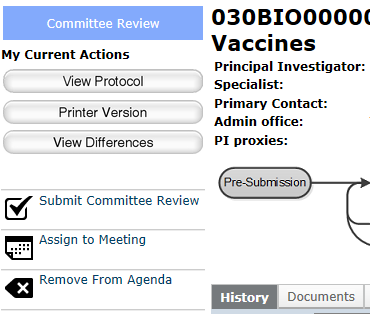 Committee Review
My Current Actions
View Protocol
Printer Version
View Differences
Submit Committee Review
Assign to Meeting
Remove From Agenda
030BIO00000
Vaccines
Principal Investigator:
Specialist:
Primary Contact:
Admin office:
PI proxies:
Pre-Submission
History
Documents